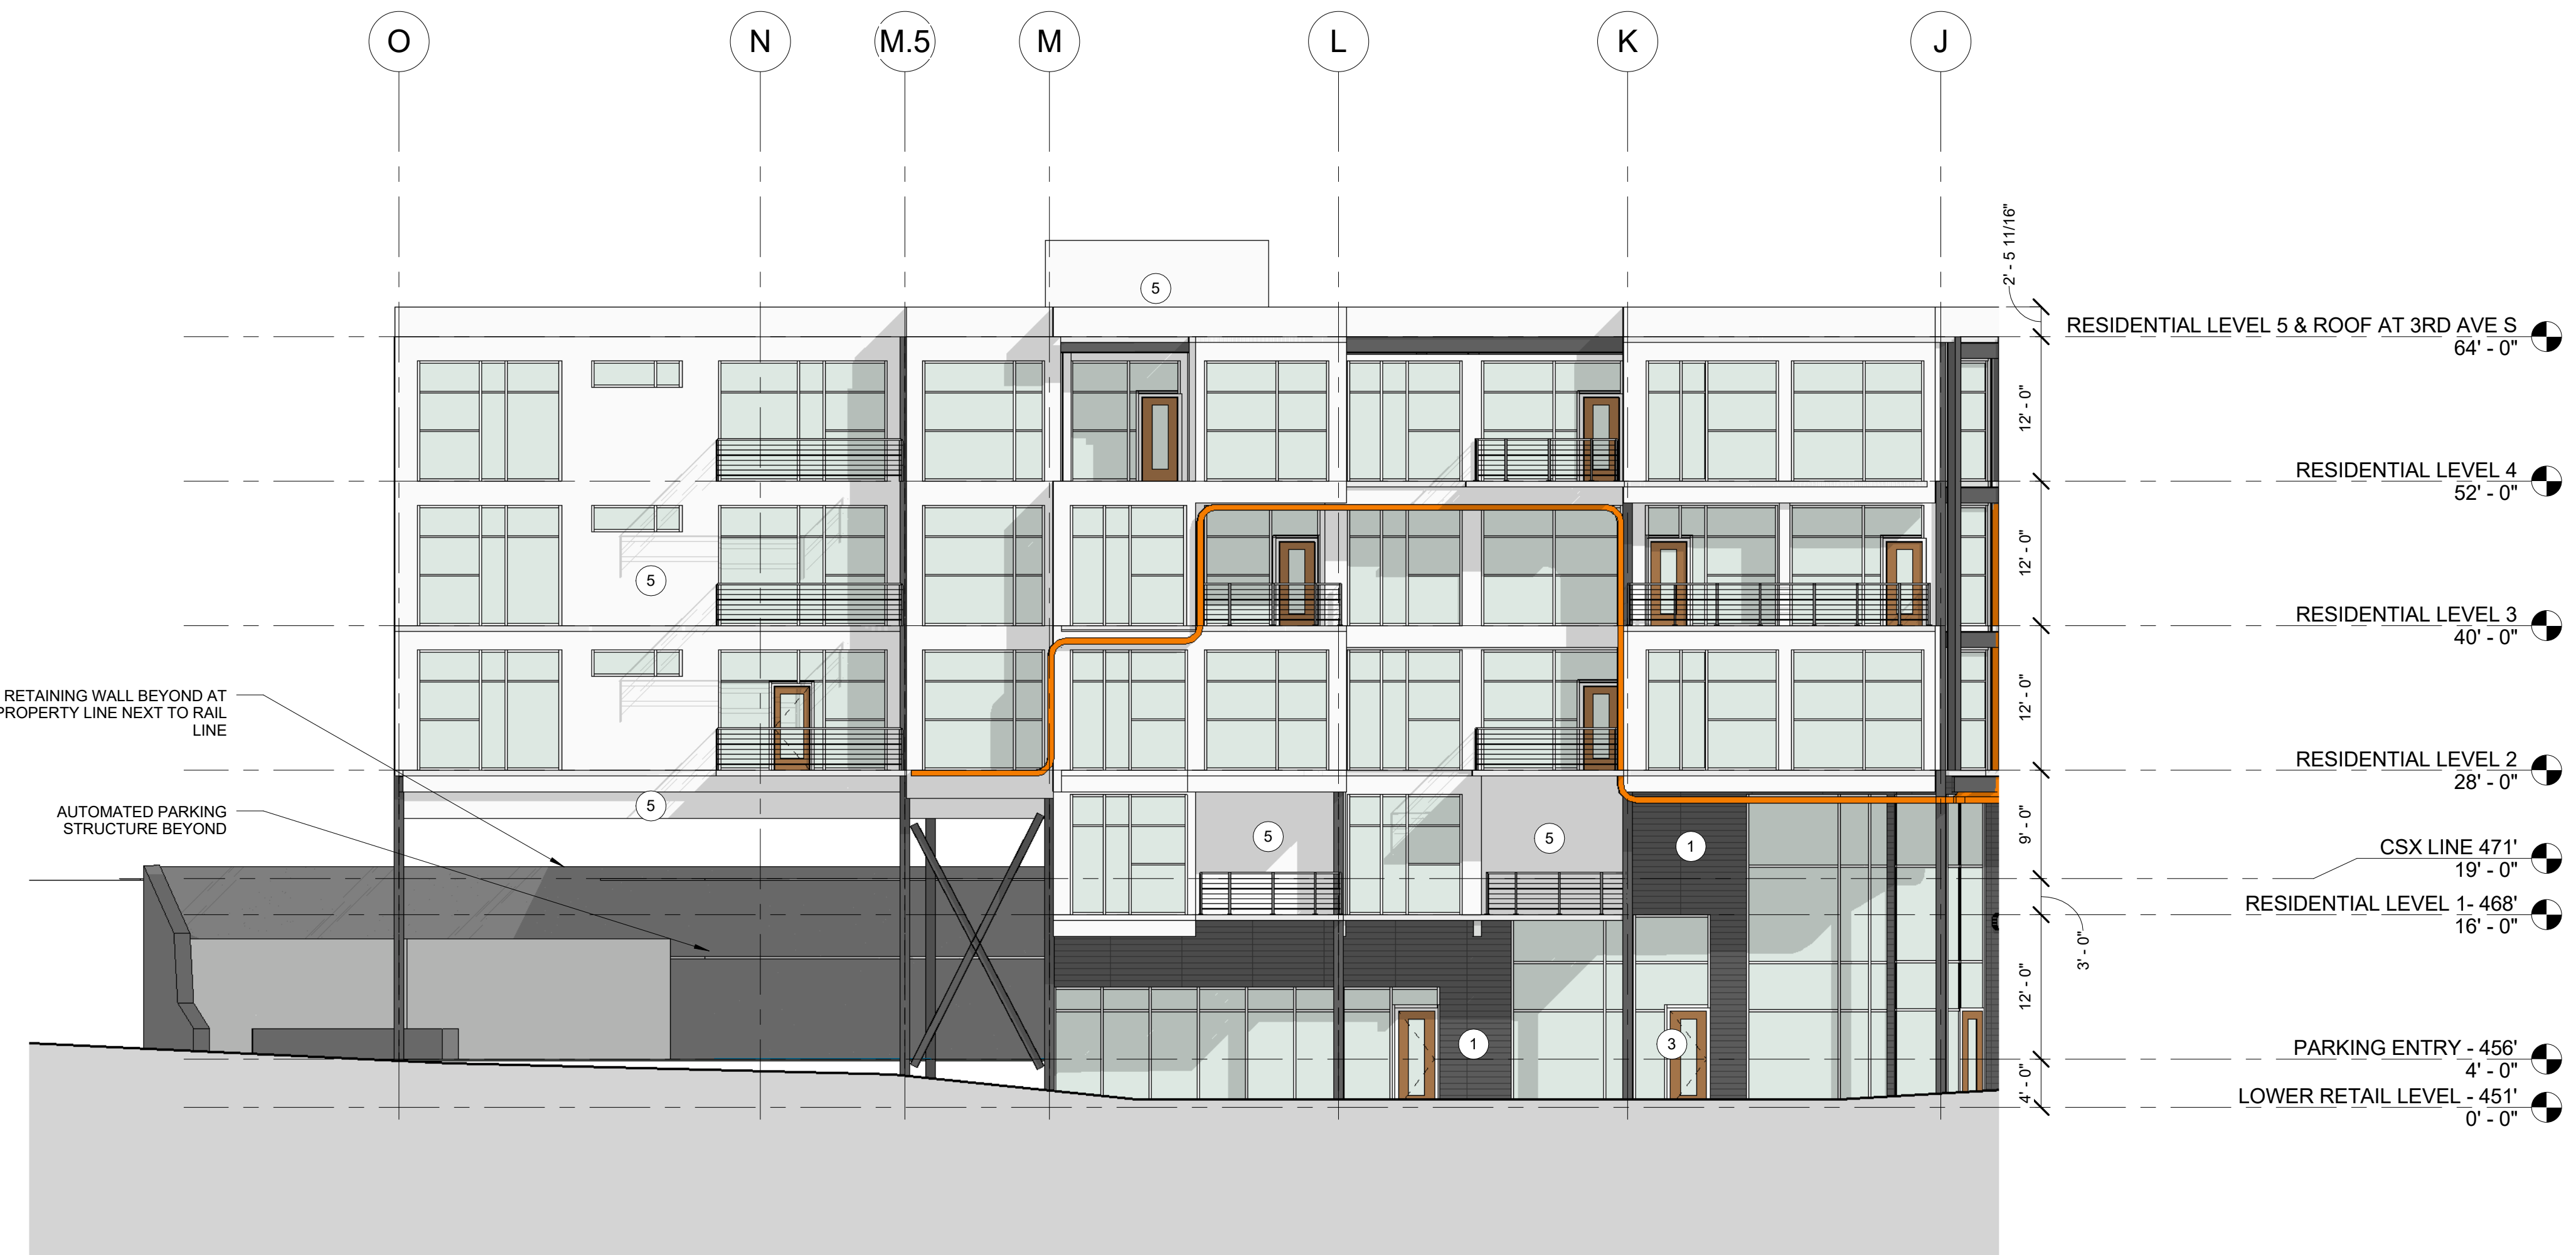 O
N
M.5
M
L
K
J
2' - 5 11/16"
5
RESIDENTIAL LEVEL 5 & ROOF AT 3RD AVE S
64' - 0"
12' - 0"
RESIDENTIAL LEVEL 4
52' - 0"
12' - 0"
5
RESIDENTIAL LEVEL 3
40' - 0"
12' - 0"
RETAINING WALL BEYOND AT
PROPERTY LINE NEXT TO RAIL
LINE
RESIDENTIAL LEVEL 2
28' - 0"
AUTOMATED PARKING
STRUCTURE BEYOND
5
5
5
1
9' - 0"
CSX LINE 471'
19' - 0"
RESIDENTIAL LEVEL 1- 468'
16' - 0"
3' - 0"
12' - 0"
1
3
PARKING ENTRY - 456'
4' - 0"
4' - 0"
LOWER RETAIL LEVEL - 451'
0' - 0"